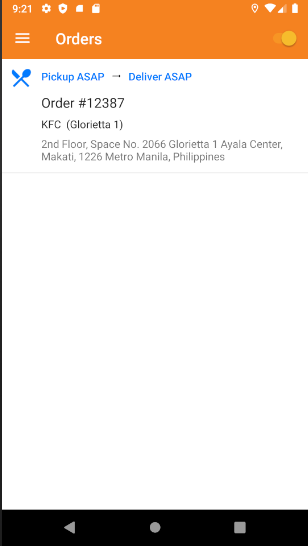 9:21
Orders
Pickup ASAP → Deliver ASAP
Order #12387
KFC (Glorietta 1)
2nd Floor, Space No. 2066 Glorietta 1 Ayala Center,
Makati, 1226 Metro Manila, Philippines